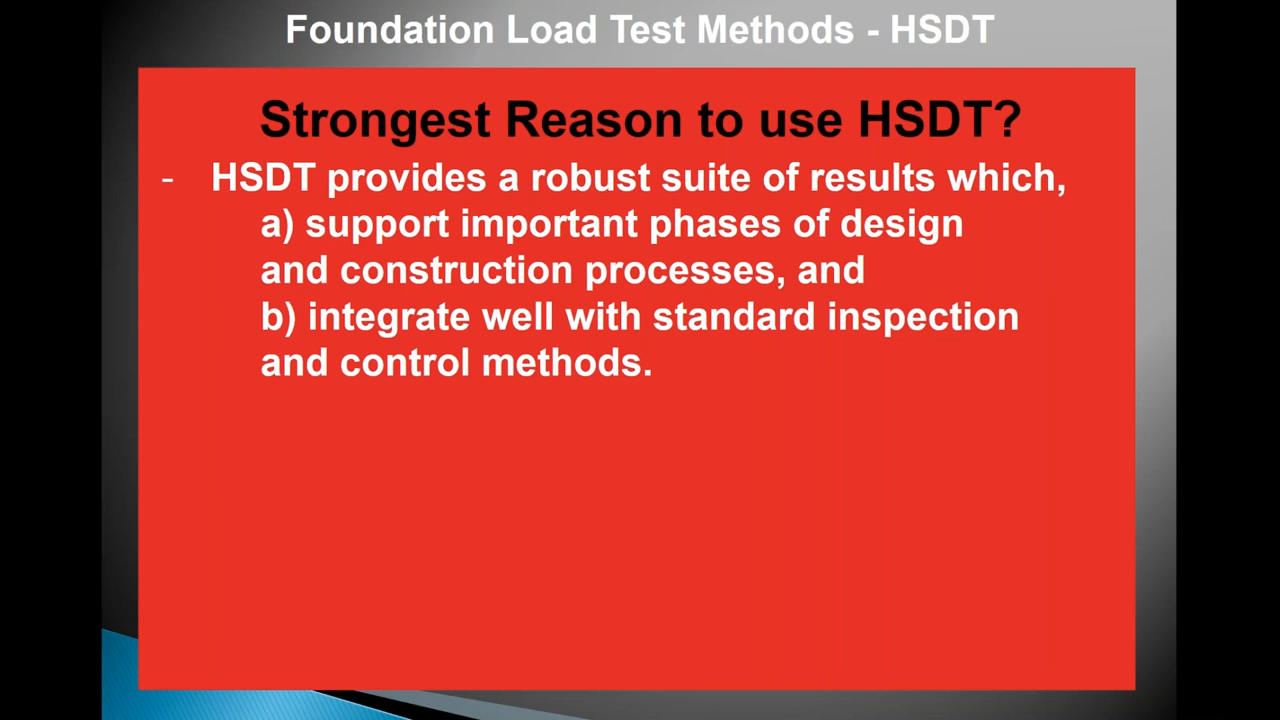 Foundation Load Test Methods - HSDT
Strongest Reason to use HSDT?
- HSDT provides a robust suite of results which,
a) support important phases of design
and construction processes, and
b) integrate well with standard inspection
and control methods.